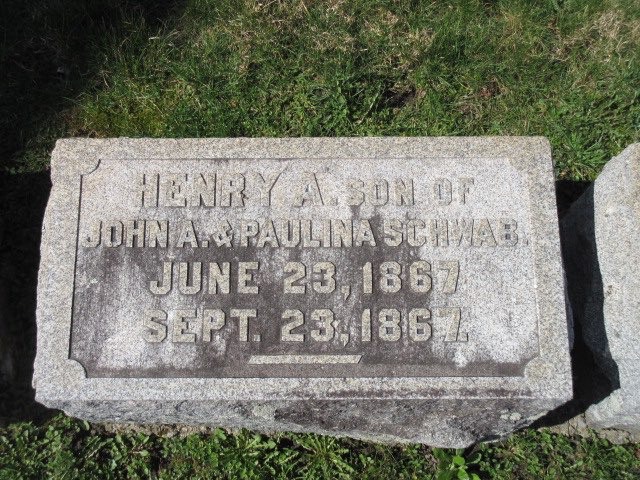 HENRY A. SON OF
JOHN A. & PAULINA SCHWAB.
JUNE 23, 1867
SEPT. 23, 1867.